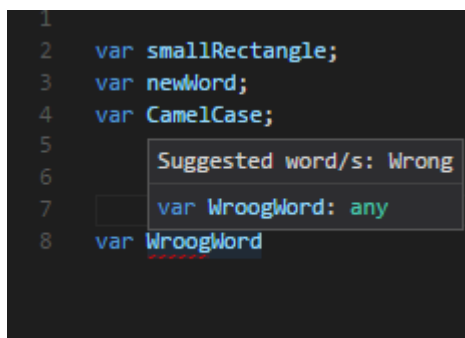 1
2 var smallRectangle;
3 var newWord;
4 var CamelCase;
5
Suggested word/s: Wrong
6
7 var WroogWord: any
8 var WroogWord